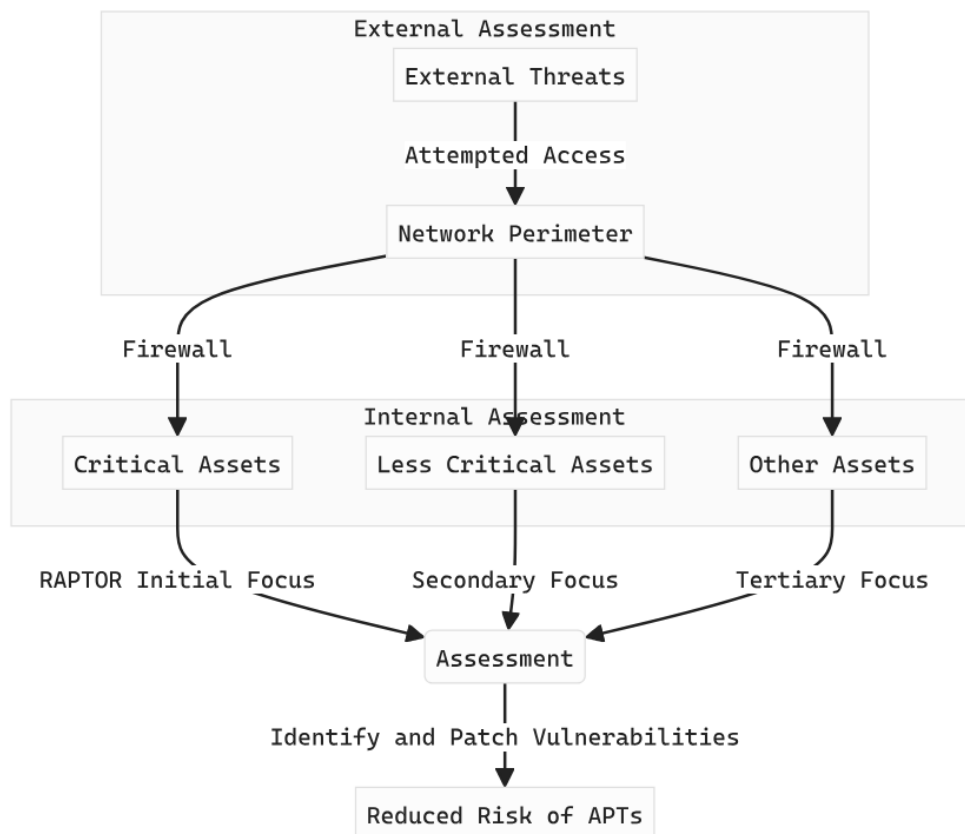 External Assessment
External Threats
Attempted Access
Network Perimeter
Firewall
Firewall
Firewall
Internal Assessment
Critical Assets
Less Critical Assets
Other Assets
RAPTOR Initial Focus
Secondary Focus
Tertiary Focus
Assessment
Identify and Patch Vulnerabilities
Reduced Risk of APTs